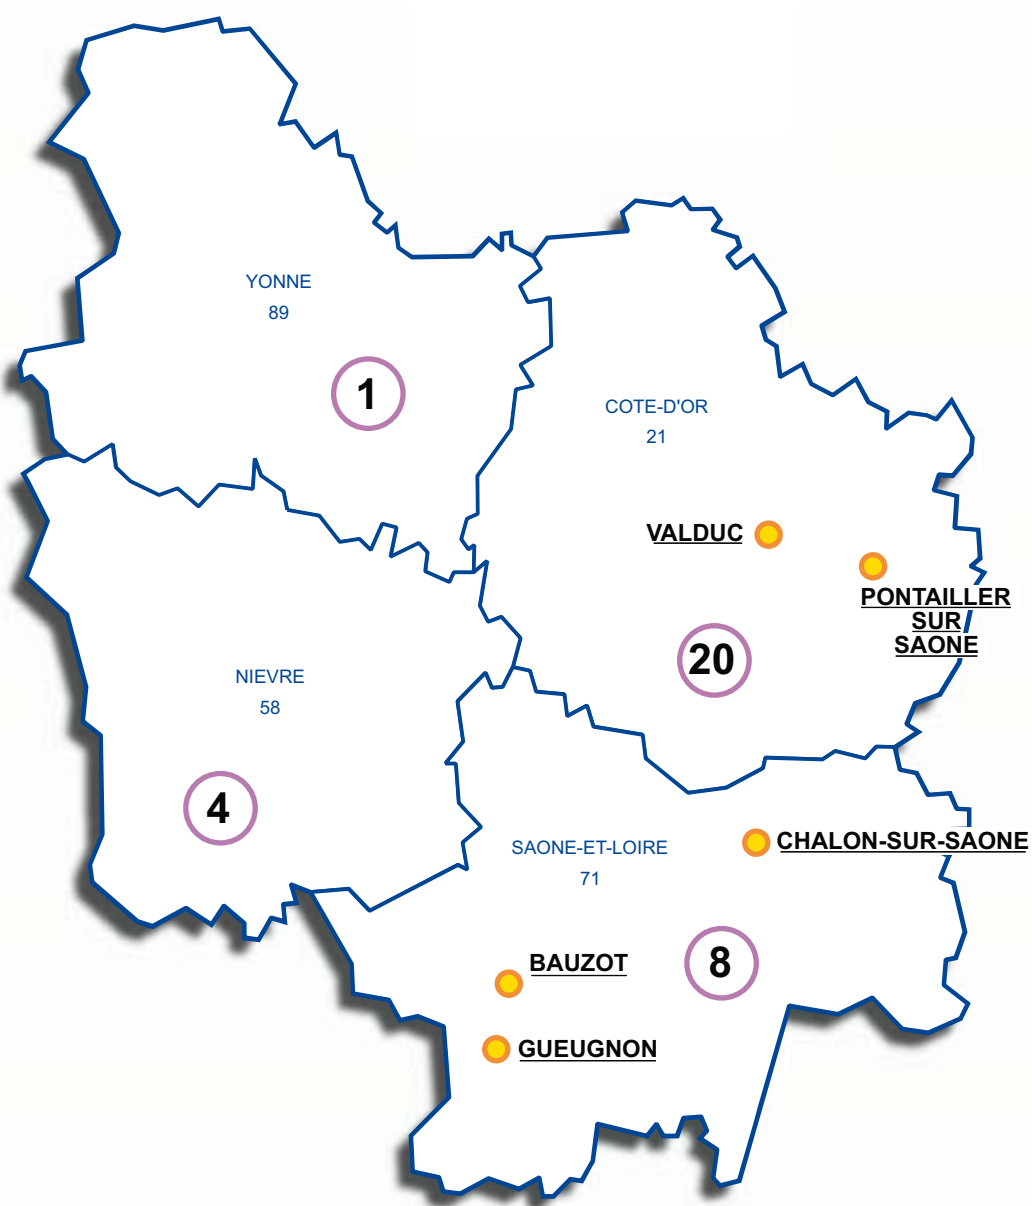 YONNE
89
1
COTE-D'OR
21
VALDUC
PONTAILLER
SUR
SAONE
20
NIEVRE
58
4
SAONE-ET-LOIRE
71
CHALON-SUR-SAONE
BAUZOT
8
GUEUGNON